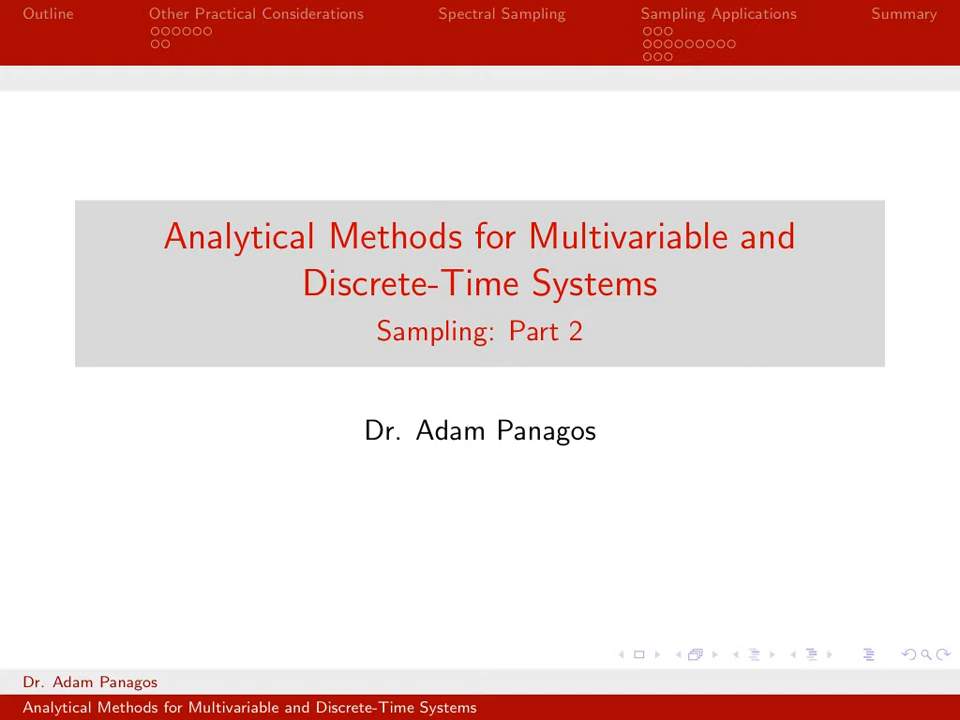 Outline Other Practical Considerations Spectral Sampling Sampling Applications Summary
Analytical Methods for Multivariable and
Discrete-Time Systems
Sampling: Part 2
Dr. Adam Panagos
Dr. Adam Panagos
Analytical Methods for Multivariable and Discrete-Time Systems